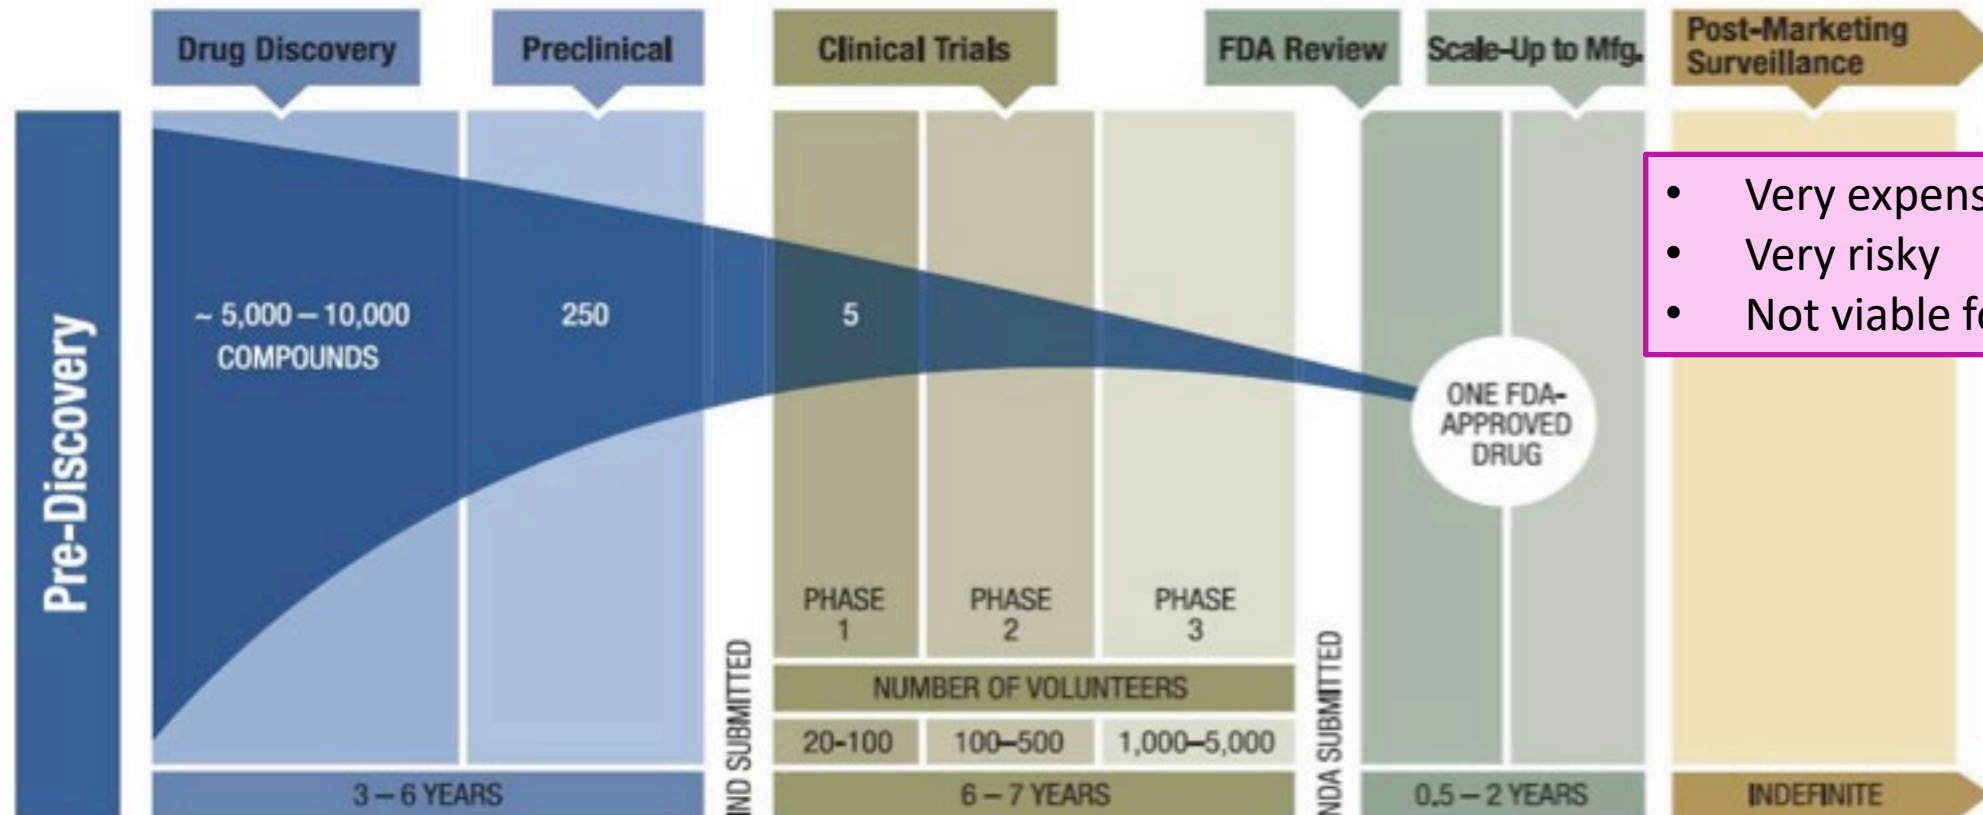 Drug Discovery
Preclinical
Clinical Trials
FDA Review
Scale-Up to Mfg.
Post-Marketing
Surveillance
Pre-Discovery
~ 5,000 – 10,000
COMPOUNDS
250
5
ONE FDA-
APPROVED
DRUG
• Very
• Very risky
• Not viable
PHASE
1
PHASE
2
PHASE
3
IND SUBMITTED
NUMBER OF VOLUNTEERS
20-100
100–500
1,000–5,000
NDA SUBMITTED
3 – 6 YEARS
6 – 7 YEARS
0.5 – 2 YEARS
INDEFINITE